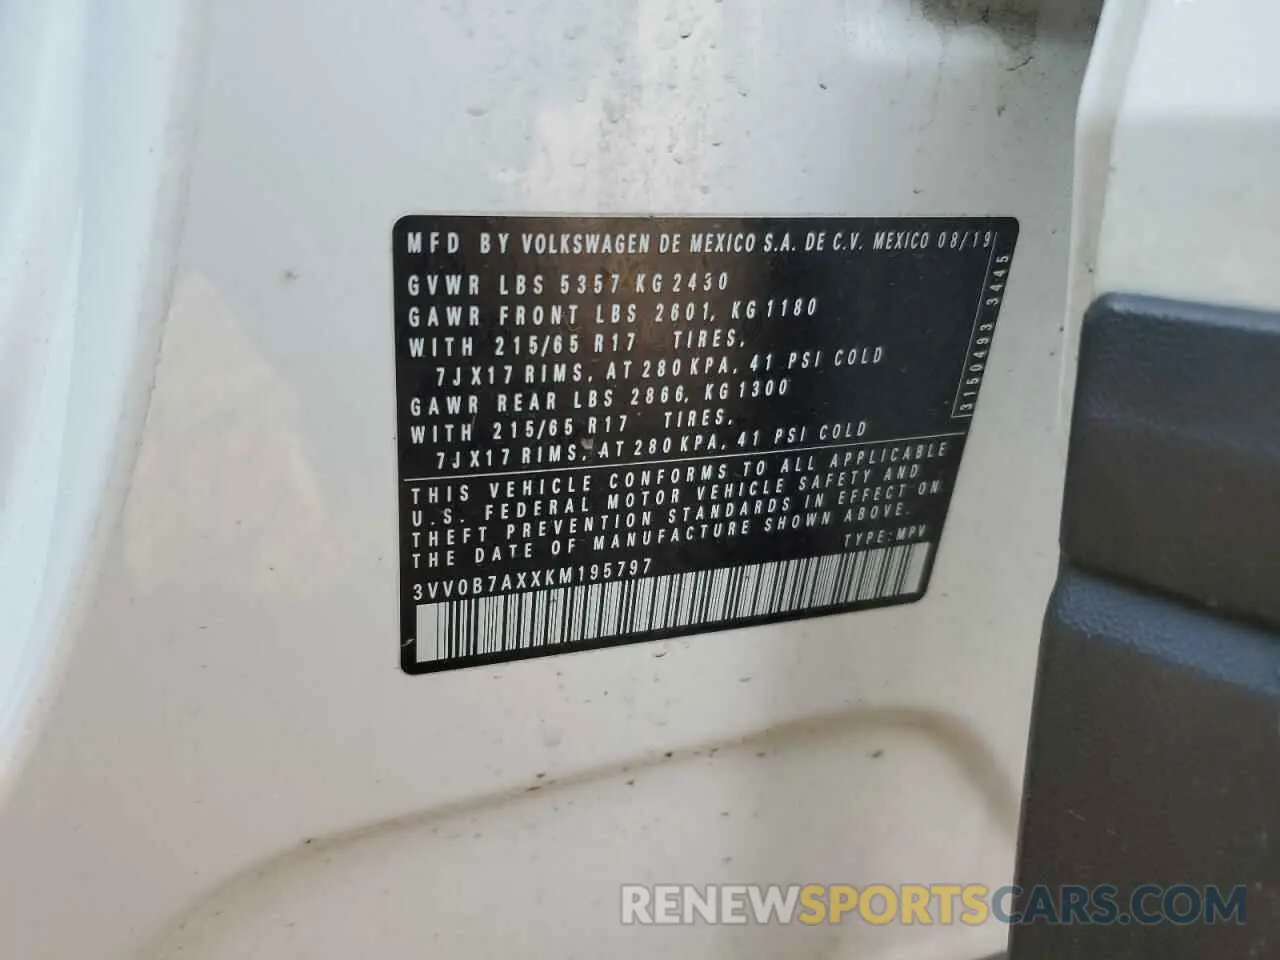 MFD BY VOLKSWAGEN DE MEXICO S.A. DE C.V. MEXICO 08/19
GVWR LBS 5357 KG 2430
GAWR FRONT LBS 2601, KG 1180
WITH 215/65 R17 TIRES,
7JX17 RIMS, AT 280 KPA, 41 PSI COLD
GAWR REAR LBS 2866, KG 1300
WITH 215/65 R17 TIRES,
7JX17 RIMS, AT 280 KPA, 41 PSI COLD
3150493 3445
THIS VEHICLE CONFORMS TO ALL APPLICABLE
U.S. FEDERAL MOTOR VEHICLE SAFETY AND
THEFT PREVENTION STANDARDS IN EFFECT ON
THE DATE OF MANUFACTURE SHOWN ABOVE.
3VV0B7AXXKM195797 TYPE: MPV
RENEWSPORTSCARS.COM